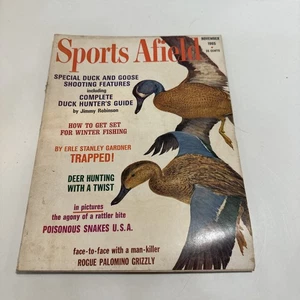 Sports Afield
NOVEMBER
SPECIAL DUCK AND GOOSE
SHOOTING FEATURES
including
COMPLETE
DUCK HUNTER'S GUIDE
by Jimmy Robinson
HOW TO GET SET
FOR WINTER FISHING
BY ERLE STANLEY GARDNER
TRAPPED!
DEER HUNTING
WITH A TWIST
in pictures
the agony of a rattler bite
POISONOUS SNAKES U.S.A.
face-to-face with a man-killer
ROGUE PALOMINO GRIZZLY